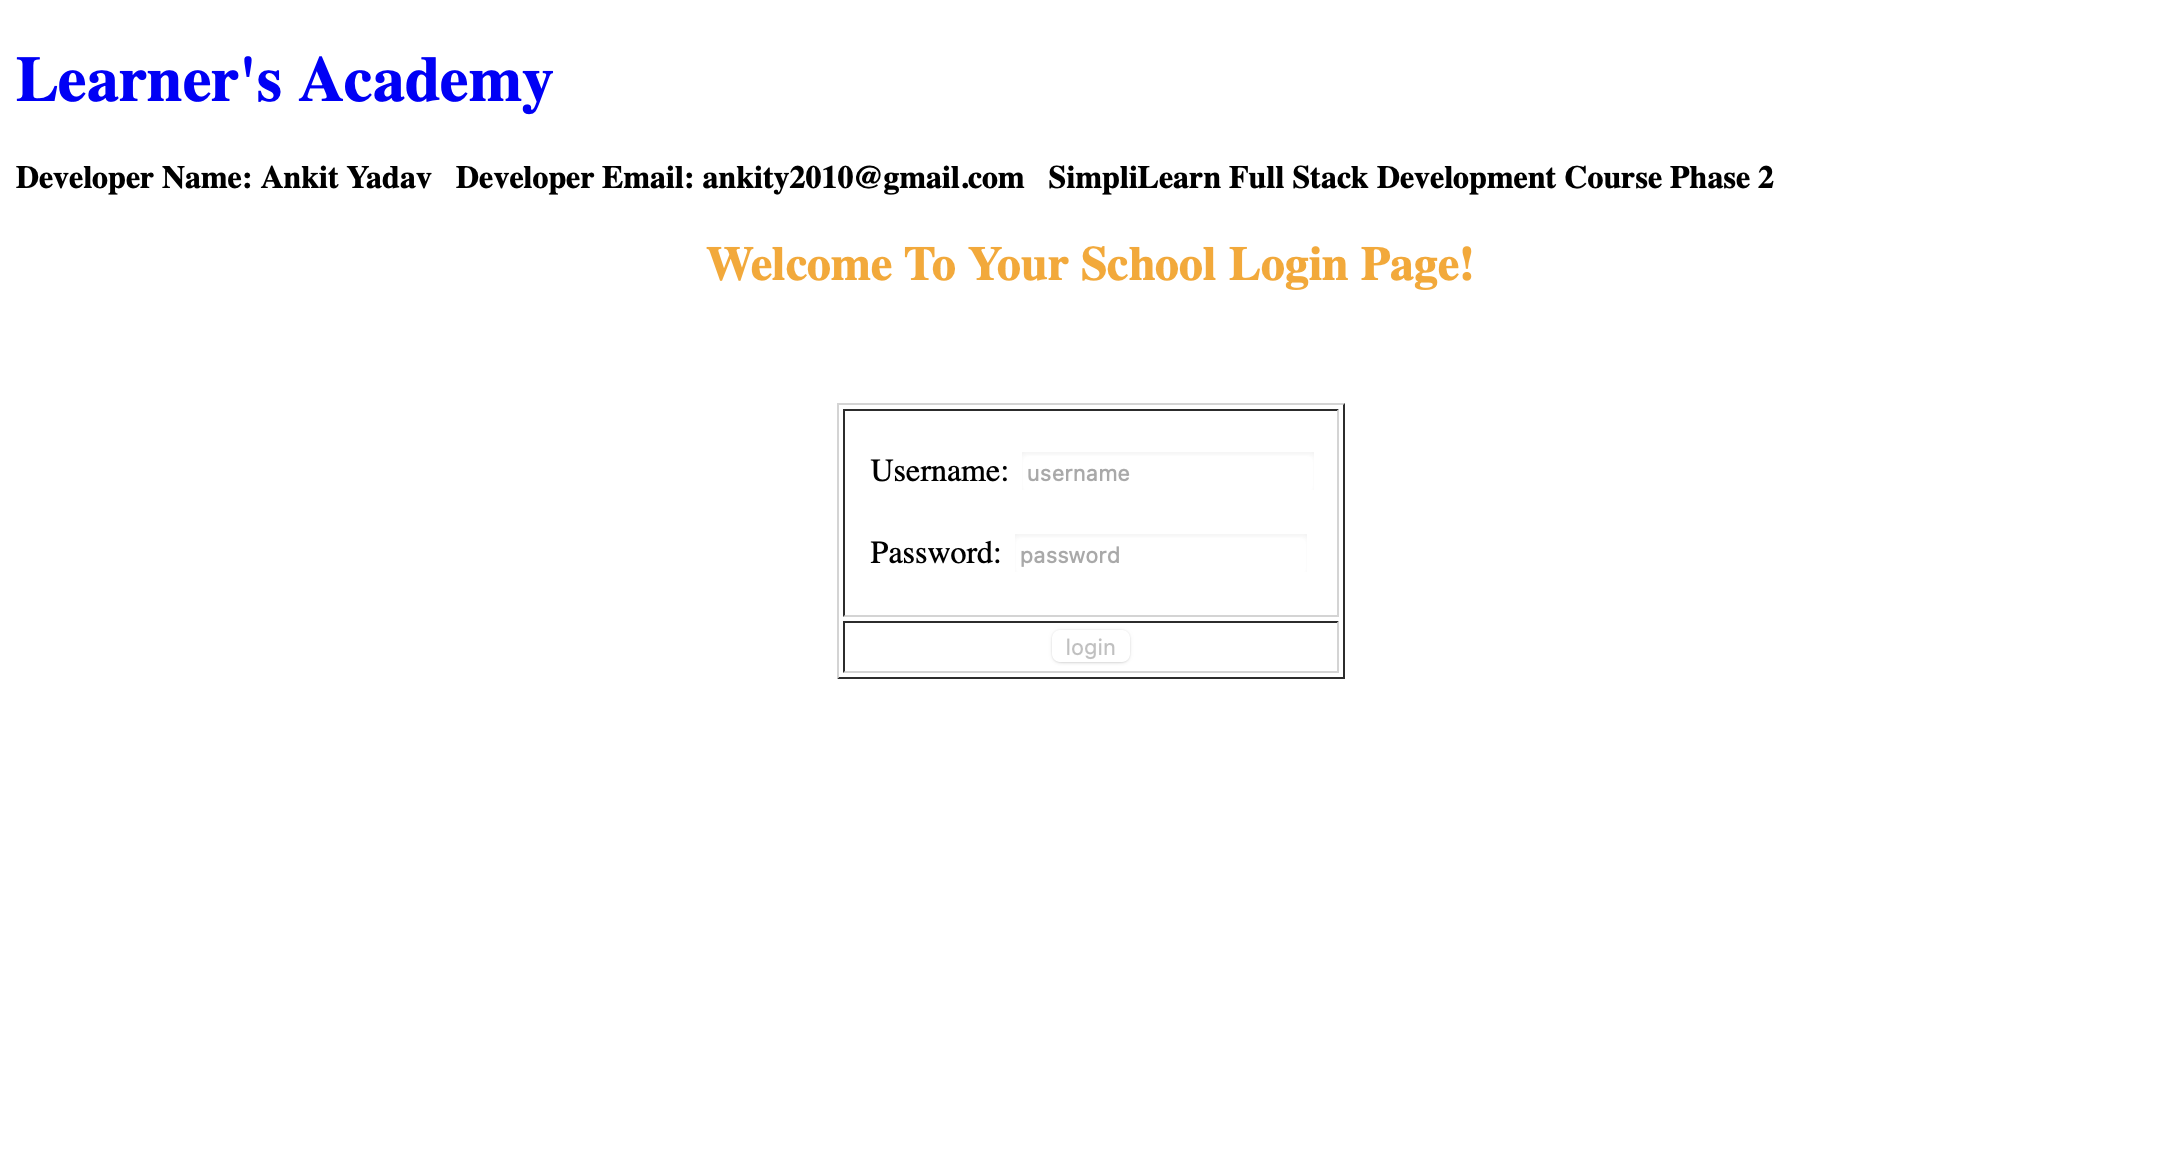 Learner's Academy
Developer Name: Ankit Yadav   Developer Email: ankity2010@gmail.com   SimpliLearn Full Stack Development Course Phase 2
Welcome To Your School Login Page!
Username: username
Password: password
login